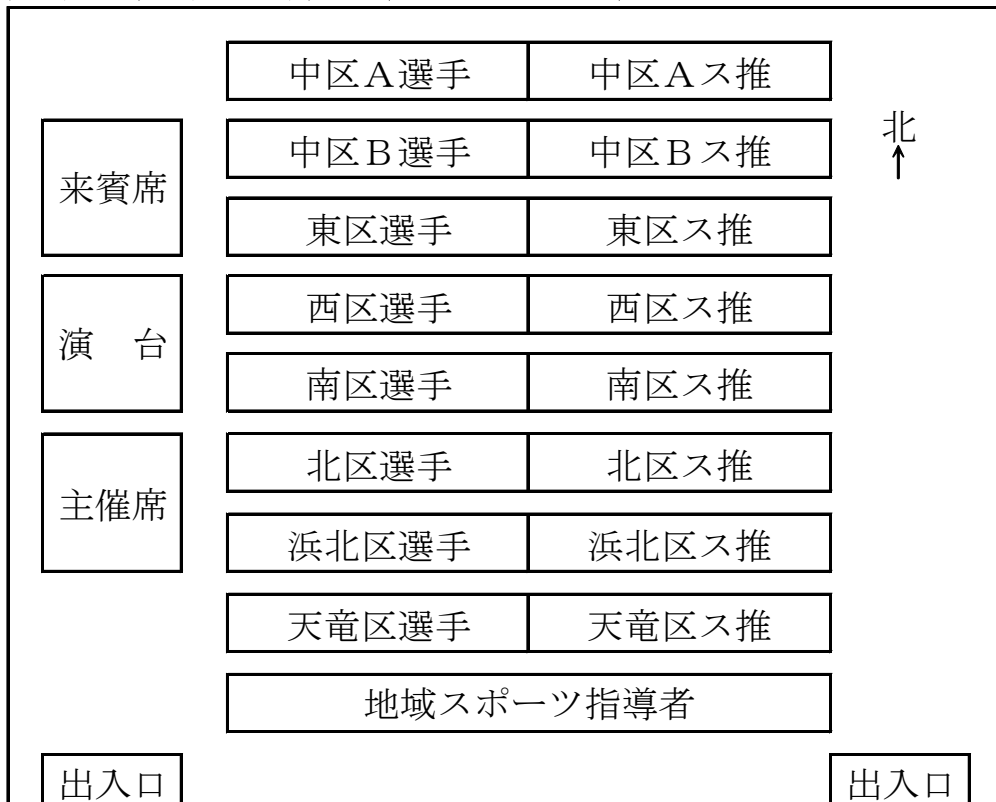 中区Ａ選手 中区Ａス推
北
中区Ｂ選手 中区Ｂス推
来賓席
東区選手 東区ス推
西区選手 西区ス推
演　台
南区選手 南区ス推
北区選手 北区ス推
主催席
浜北区選手 浜北区ス推
天竜区選手 天竜区ス推
地域スポーツ指導者
出入口 出入口